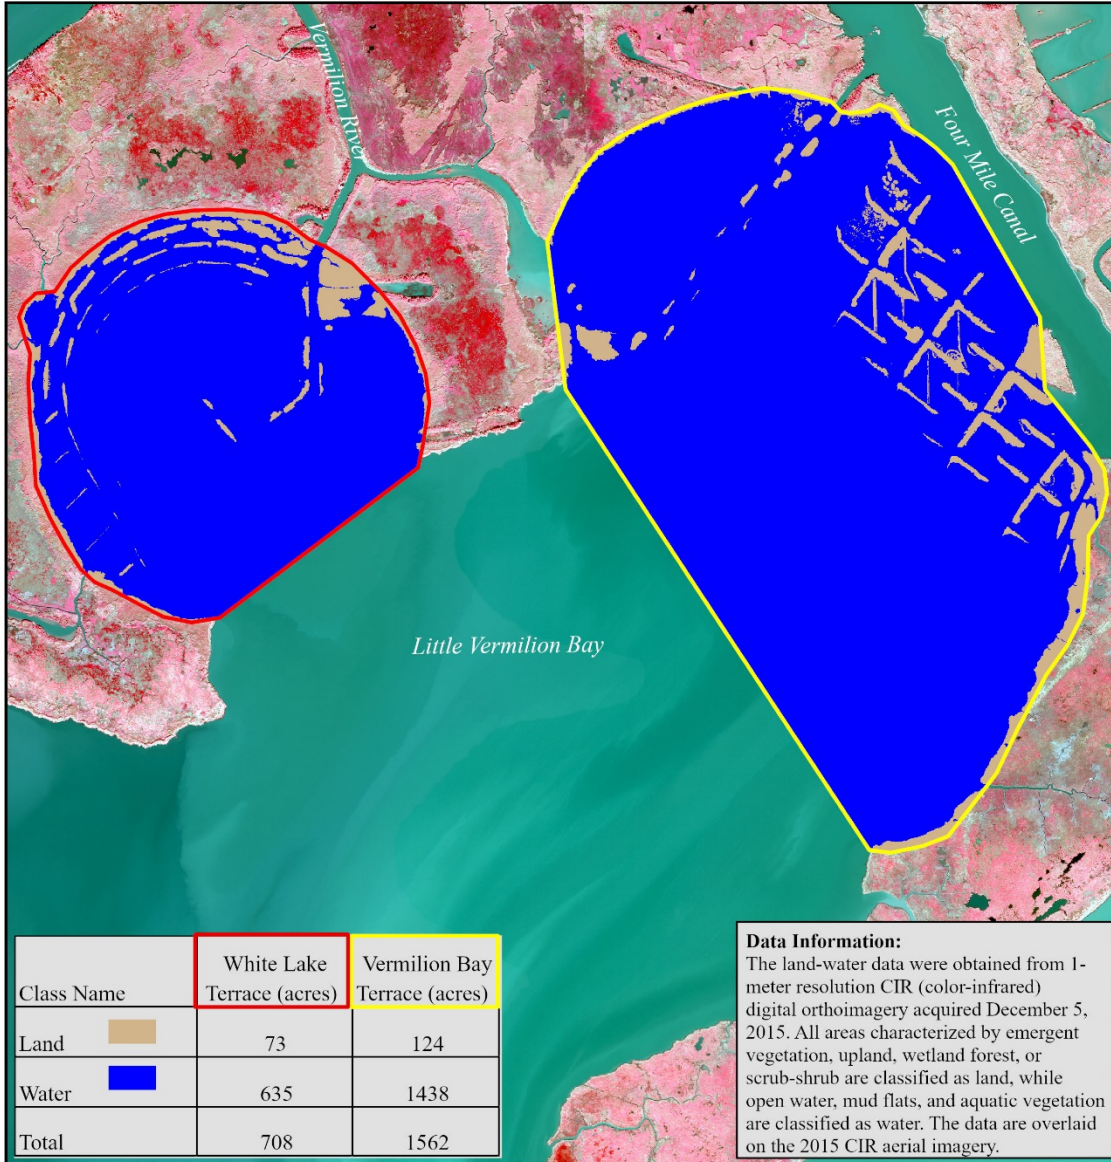 Vermilion River
Four Mile Canal
Little Vermilion Bay
Class Name
White Lake
Terrace (acres)
Vermilion Bay
Terrace (acres)
Land 73 124
Water 635 1438
Total 708 1562
Data Information:
The land-water data were obtained from 1-
meter resolution CIR (color-infrared)
digital orthoimagery acquired December 5,
2015. All areas characterized by emergent
vegetation, upland, wetland forest, or
scrub-shrub are classified as land, while
open water, mud flats, and aquatic vegetation
are classified as water. The data are overlaid
on the 2015 CIR aerial imagery.